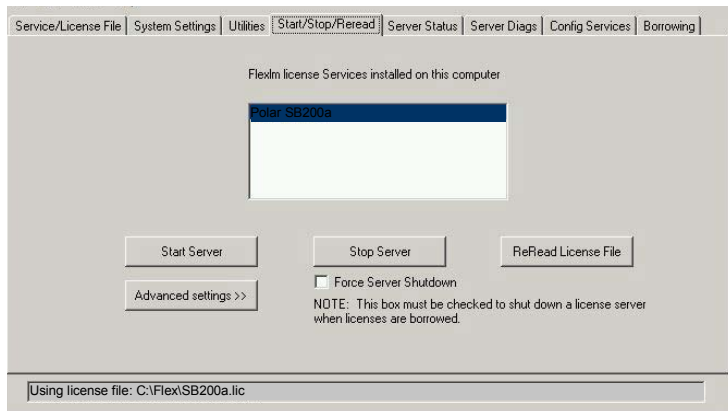 Service/License File System Settings Utilities Start/Stop/Reread Server Status Server Diags Config Services Borrowing
Flexlm license Services installed on this computer
Polar SB200a
Start Server Stop Server ReRead License File
Advanced settings >>
Force Server Shutdown
NOTE: This box must be checked to shut down a license server
when licenses are borrowed.
Using license file: C:\Flex\SB200a.lic